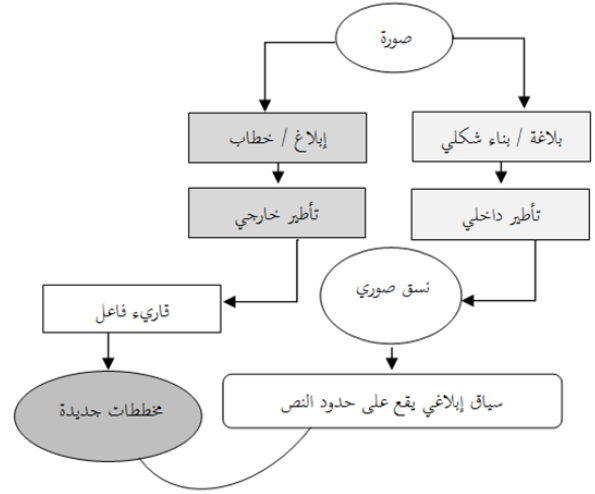 صورة
بلاغة / بناء شكلي
إبلاغ / خطاب
تأطير داخلي
تأطير خارجي
نسق صوري
قاريء فاعل
سياق إبلاغي يقع على حدود النص
مخططات جديدة